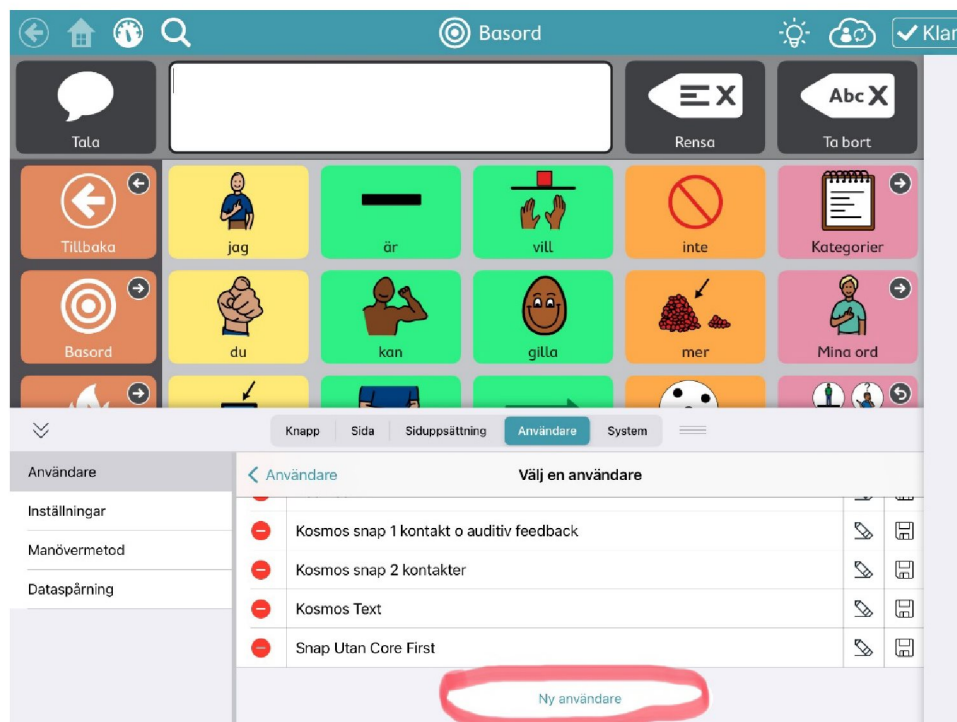 Basord
Klar
Tala
Rensa
Abc X
Ta bort
Tillbaka
jag
är
vill
inte
Kategorier
Basord
du
kan
gilla
mer
Mina ord
Knapp Sida Siduppsättning Användare System
Användare
Inställningar
Manövermetod
Dataspårning
Användare Välj en användare
Kosmos snap 1 kontakt o auditiv feedback
Kosmos snap 2 kontakter
Kosmos Text
Snap Utan Core First
Ny användare